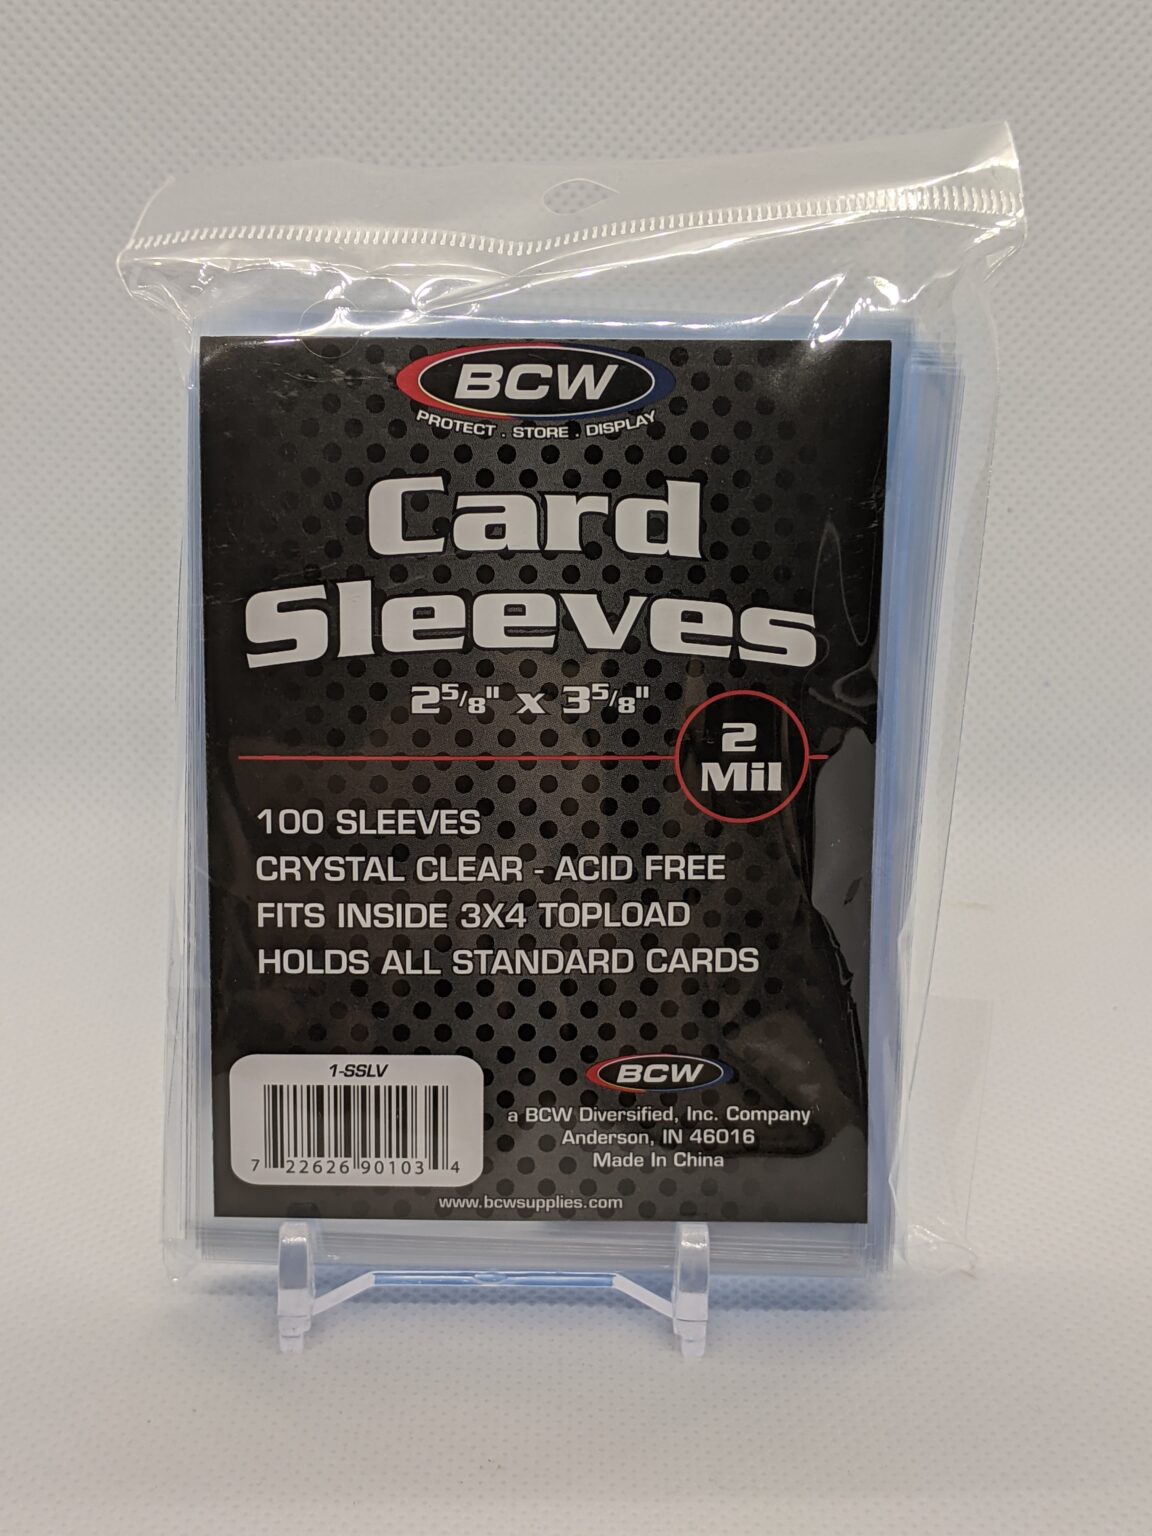 BCW
PROTECT . STORE . DISPLAY
Card
Sleeves
2 5/8" x 3 5/8"
2
Mil
100 SLEEVES
CRYSTAL CLEAR - ACID FREE
FITS INSIDE 3X4 TOPLOAD
HOLDS ALL STANDARD CARDS
1-SSLV
7 22626 90103 4
BCW
a BCW Diversified, Inc. Company
Anderson, IN 46016
Made In China
www.bcwsupplies.com